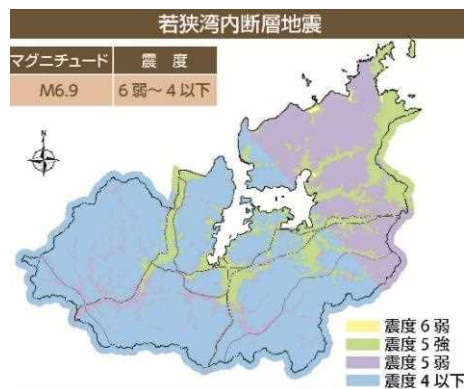 若狭湾内断層地震
マグニチュード 震 度
M6.9 6弱～4以下
N
震度6弱
震度5強
震度5弱
震度4以下